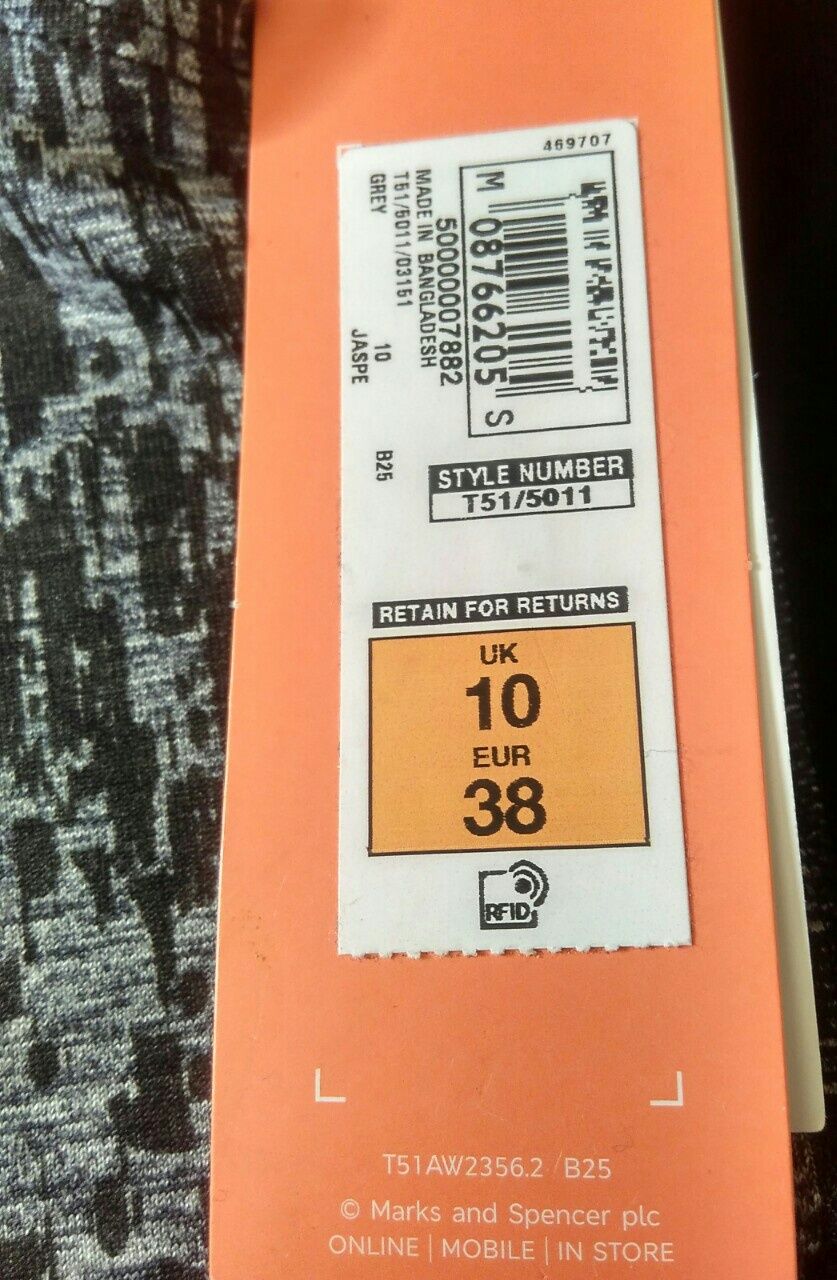 469707
M 08766205 S
50000007882
MADE IN BANGLADESH
T51/5011/03151
GREY
10
JASPE
B25
STYLE NUMBER
T51/5011
RETAIN FOR RETURNS
UK
10
EUR
38
RFID
T51AW2356.2 / B25
© Marks and Spencer plc
ONLINE | MOBILE | IN STORE